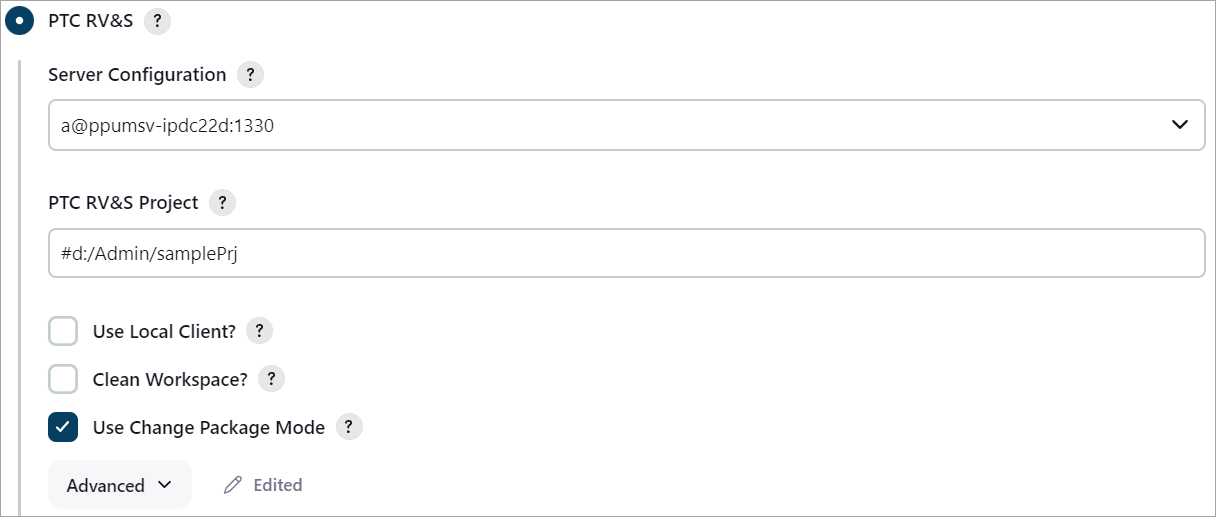 PTC RV&S ?
Server Configuration ?
a@ppumsv-ipdc22d:1330
PTC RV&S Project ?
#d:/Admin/samplePrj
Use Local Client? ?
Clean Workspace? ?
Use Change Package Mode ?
Advanced Edited